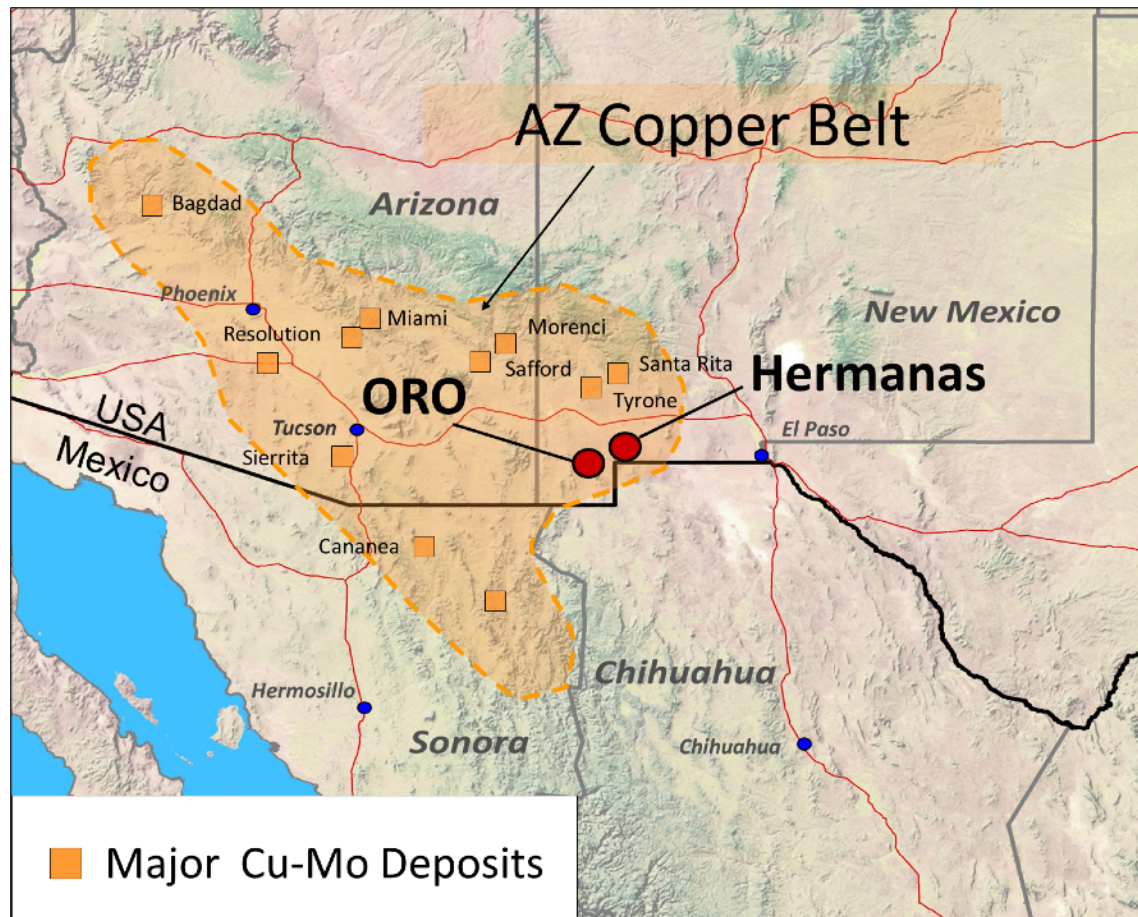 AZ Copper Belt
Arizona
Bagdad
Phoenix
Miami
Morenci
New Mexico
Resolution
Safford
Santa Rita
Tyrone
Hermanas
ORO
USA
Mexico
Tucson
El Paso
Sierrita
Cananea
Chihuahua
Hermosillo
Sonora
Chihuahua
Major Cu-Mo Deposits